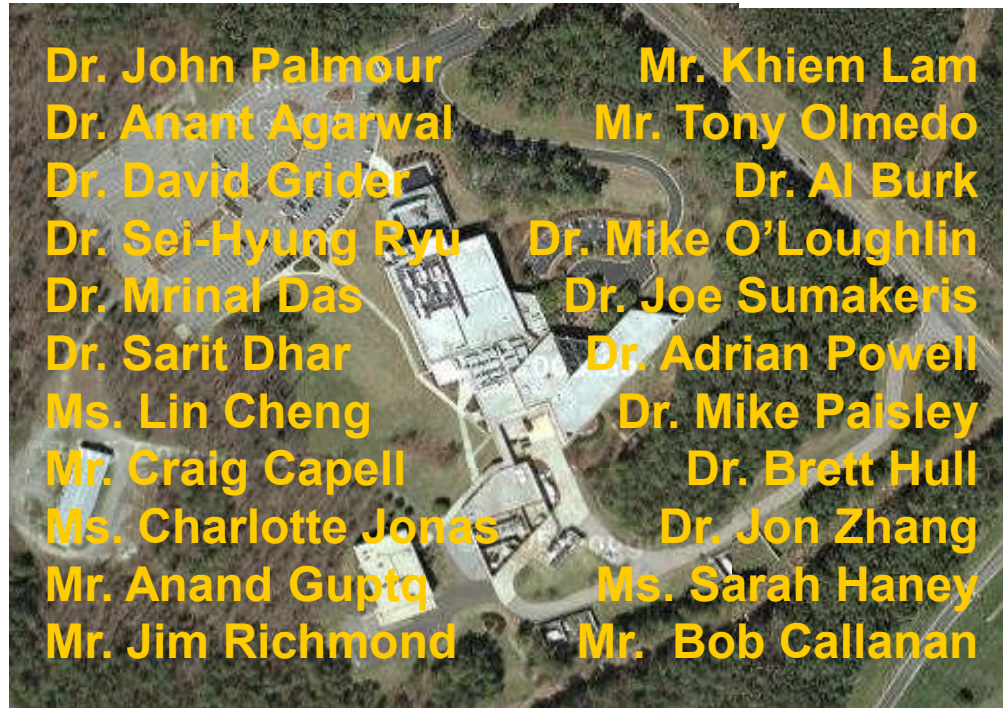 Dr. John Palmour
Dr. Anant Agarwal
Dr. David Grider
Dr. Sei-Hyung Ryu
Dr. Mrinal Das
Dr. Sarit Dhar
Ms. Lin Cheng
Mr. Craig Capell
Ms. Charlotte Jonas
Mr. Anand Guptq
Mr. Jim Richmond
Mr. Khiem Lam
Mr. Tony Olmedo
Dr. Al Burk
Dr. Mike O’Loughlin
Dr. Joe Sumakeris
Dr. Adrian Powell
Dr. Mike Paisley
Dr. Brett Hull
Dr. Jon Zhang
Ms. Sarah Haney
Mr.  Bob Callanan